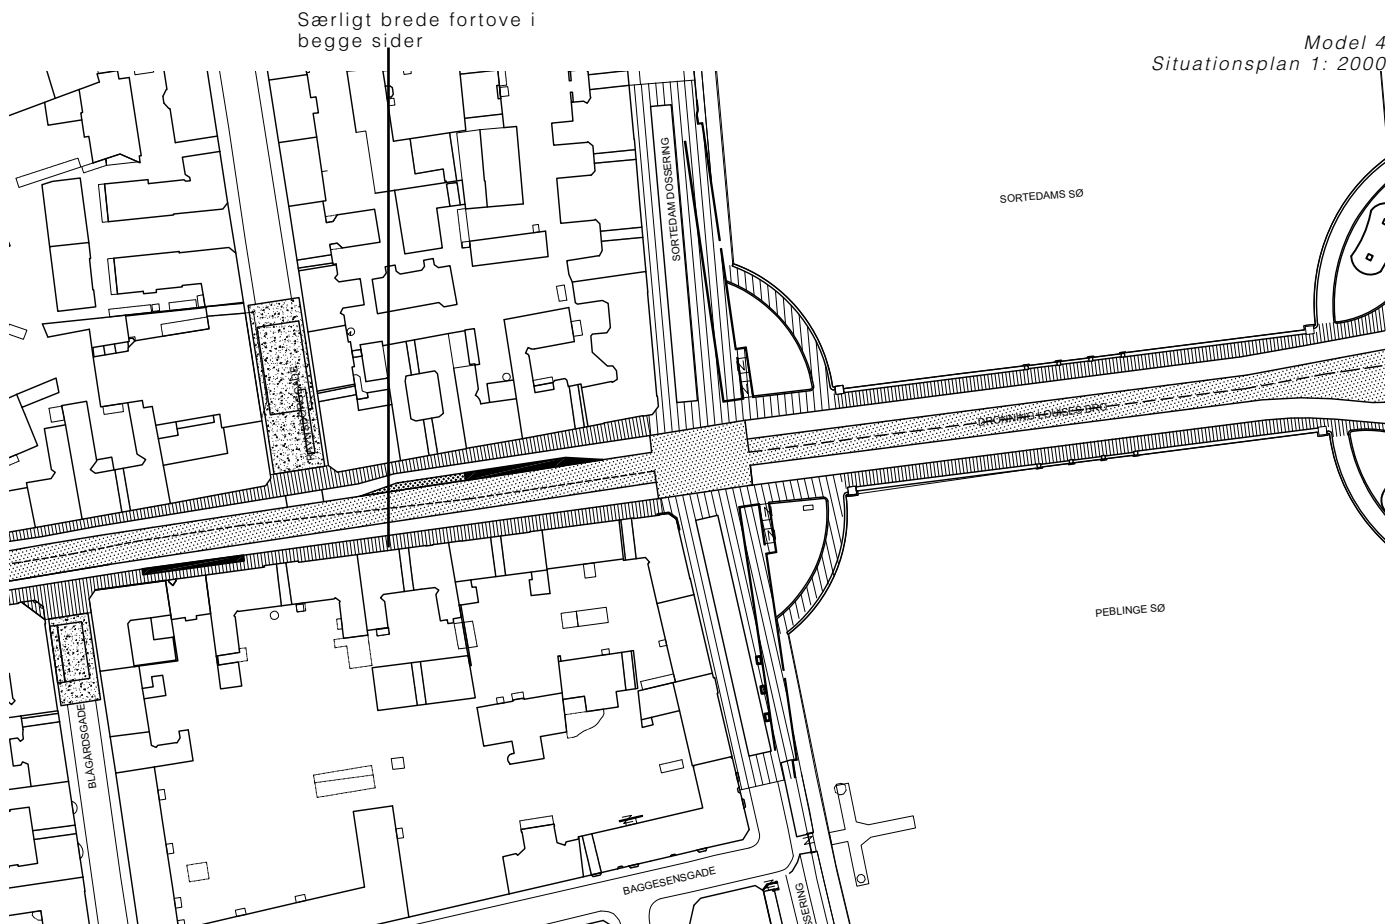 Særligt brede fortove i
begge sider
Model 4
Situationsplan 1: 2000
SORTEDAM DOSSERING
SORTEDAMS SØ
DRONNING LOUISES BRO
PEBLINGE SØ
BLÅGÅRDSGADE
BAGGESENSGADE
SSERING